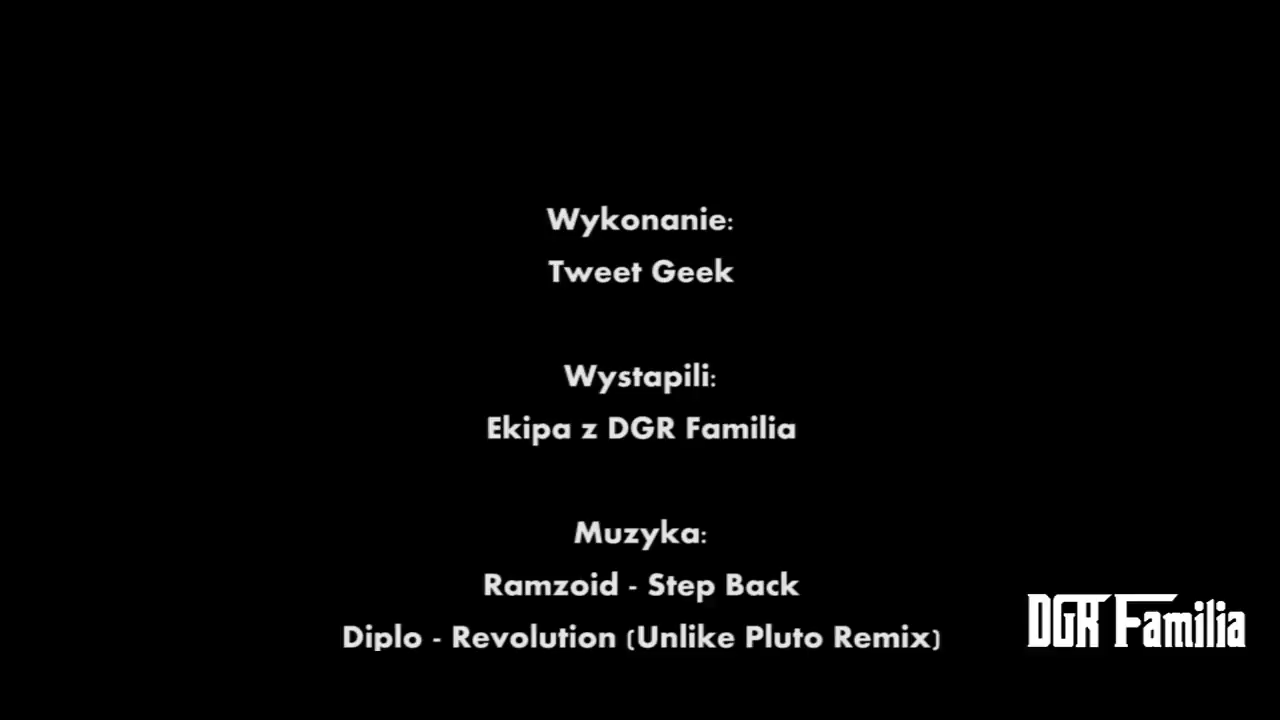 Wykonanie:
Tweet Geek
Wystapili:
Ekipa z DGR Familia
Muzyka:
Ramzoid - Step Back
Diplo - Revolution (Unlike Pluto Remix)
DGR Familia